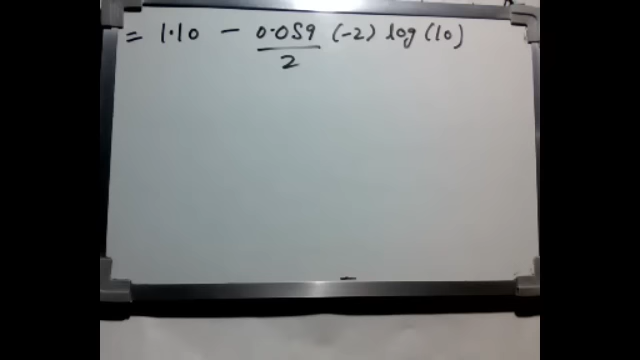 = 1.10 - 0.059/2 (-2) log (10)